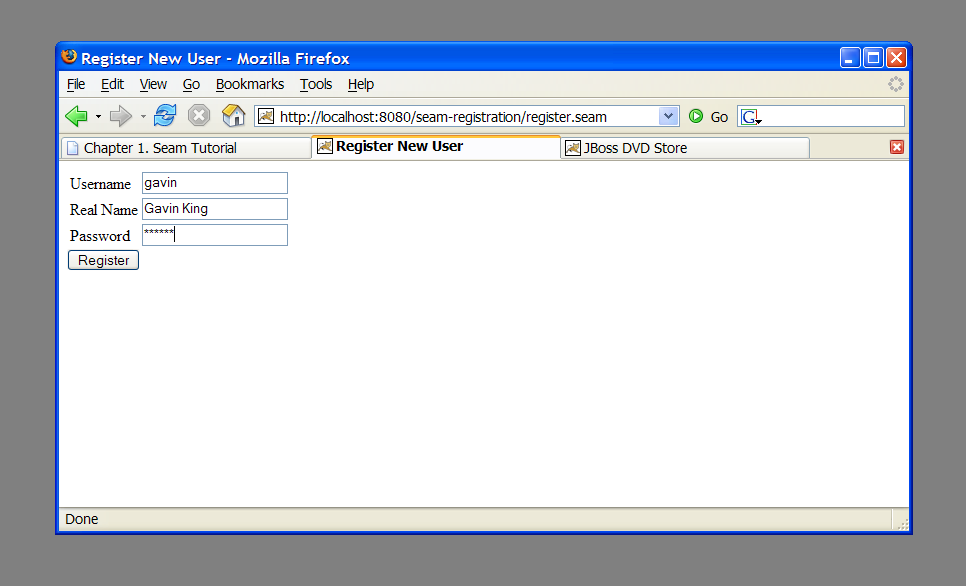 Register New User - Mozilla Firefox
File Edit View Go Bookmarks Tools Help
http://localhost:8080/seam-registration/register.seam Go G
Chapter 1. Seam Tutorial Register New User JBoss DVD Store
Username gavin
Real Name Gavin King
Password ******
Register
Done